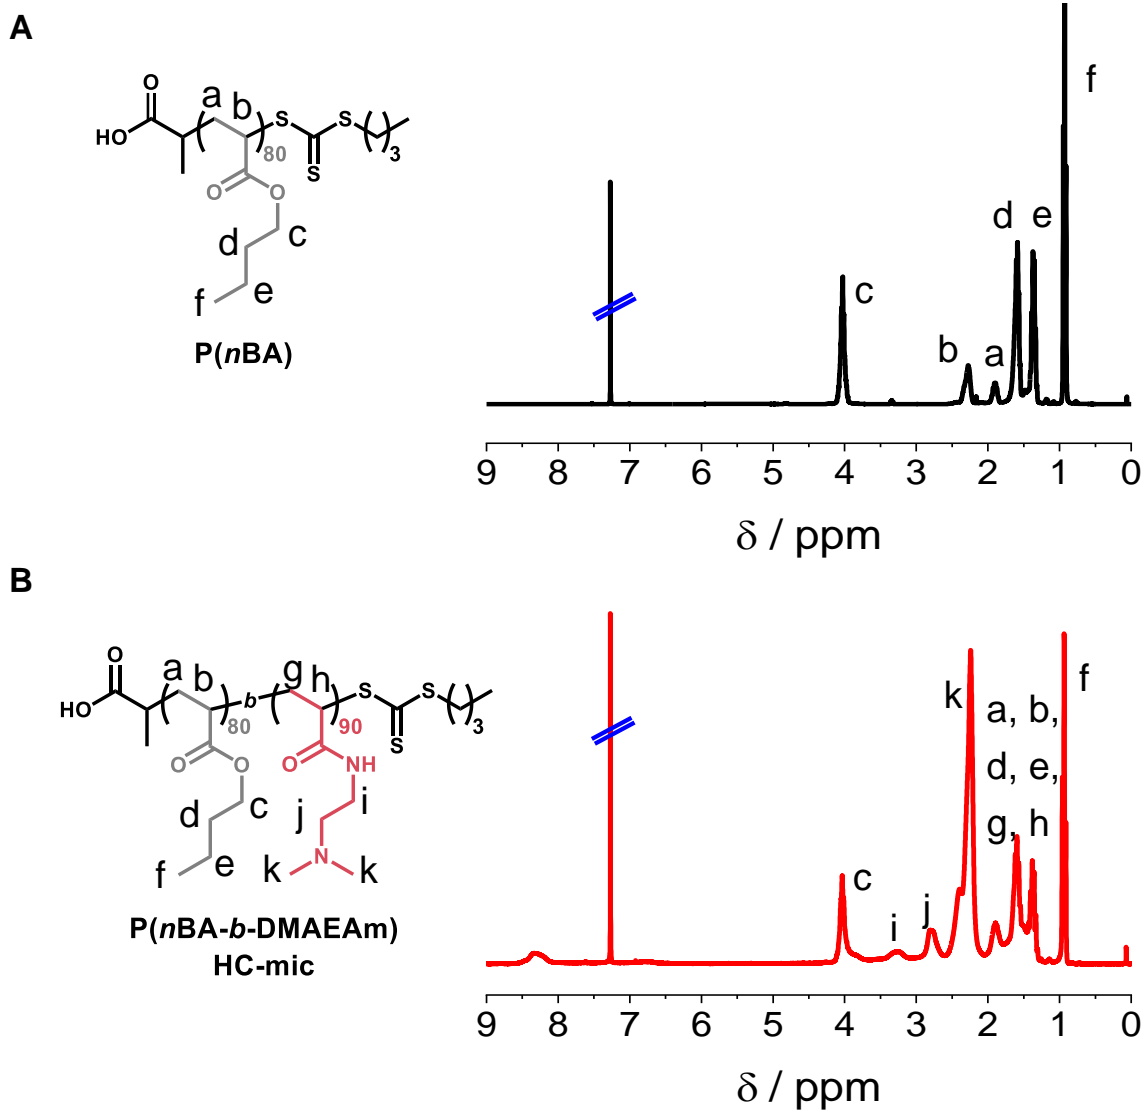 A
O
HO
a
b
80
S
S
S
3
O
O
c
d
e
f
P(nBA)
f
d
e
c
b
a
9 8 7 6 5 4 3 2 1 0
δ / ppm
B
O
HO
a
b
80
b
g
h
90
S
S
S
3
O
O
O
NH
d
c
e
f
i
j
N
k
k
P(nBA-b-DMAEAm)
HC-mic
k
f
a, b,
d, e,
g, h
c
i
j
9 8 7 6 5 4 3 2 1 0
δ / ppm